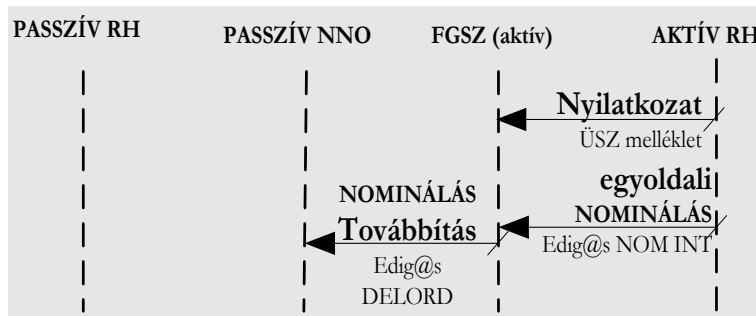 PASSZÍV RH
PASSZÍV NNO
FGSZ (aktív)
AKTÍV RH
Nyilatkozat
ÜSZ melléklet
egyoldali
NOMINÁLÁS
Edig@s NOM INT
NOMINÁLÁS
Továbbítás
Edig@s
DELORD